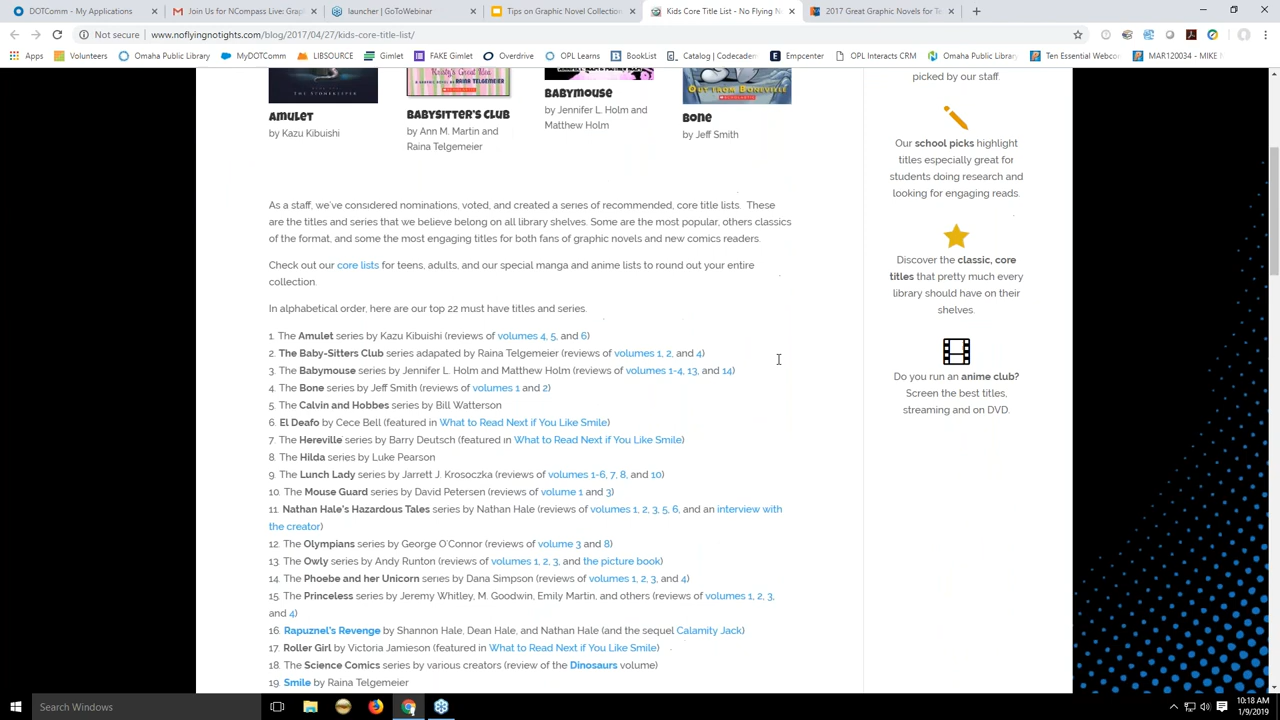 DOTComm - My Applications
Join Us for NCompass Live: Grap
launcher | GoToWebinar
Tips on Graphic Novel Collection
Kids Core Title List - No Flying N
2017 Great Graphic Novels for Te
Not secure | www.noflyingnotights.com/blog/2017/04/27/kids-core-title-list/
Apps Volunteers Omaha Public Library MyDOTComm LIBSOURCE Gimlet FAKE Gimlet Overdrive OPL Learns BookList Catalog | Codecaden Empcenter OPL Interacts CRM Omaha Public Library Ten Essential Webco MAR120034 - MIKE M
THE STONEKEEPER
Kristy's Great Idea
RAINA TELGEMEIER
OUT FROM BONEVILLE
Amulet
by Kazu Kibuishi
Babysitter's Club
by Ann M. Martin and
Raina Telgemeier
Babymouse
by Jennifer L. Holm and
Matthew Holm
Bone
by Jeff Smith
As a staff, we've considered nominations, voted, and created a series of recommended, core title lists. These
are the titles and series that we believe belong on all library shelves. Some are the most popular, others classics
of the format, and some the most engaging titles for both fans of graphic novels and new comics readers.
Check out our core lists for teens, adults, and our special manga and anime lists to round out your entire
collection.
In alphabetical order, here are our top 22 must have titles and series.
1. The Amulet series by Kazu Kibuishi (reviews of volumes 4, 5, and 6)
2. The Baby-Sitters Club series adapated by Raina Telgemeier (reviews of volumes 1, 2, and 4)
3. The Babymouse series by Jennifer L. Holm and Matthew Holm (reviews of volumes 1-4, 13, and 14)
4. The Bone series by Jeff Smith (reviews of volumes 1 and 2)
5. The Calvin and Hobbes series by Bill Watterson
6. El Deafo by Cece Bell (featured in What to Read Next if You Like Smile)
7. The Hereville series by Barry Deutsch (featured in What to Read Next if You Like Smile)
8. The Hilda series by Luke Pearson
9. The Lunch Lady series by Jarrett J. Krosoczka (reviews of volumes 1-6, 7, 8, and 10)
10. The Mouse Guard series by David Petersen (reviews of volume 1 and 3)
11. Nathan Hale's Hazardous Tales series by Nathan Hale (reviews of volumes 1, 2, 3, 5, 6, and an interview with
the creator)
12. The Olympians series by George O'Connor (reviews of volume 3 and 8)
13. The Owly series by Andy Runton (reviews of volumes 1, 2, 3, and the picture book)
14. The Phoebe and her Unicorn series by Dana Simpson (reviews of volumes 1, 2, 3, and 4)
15. The Princeless series by Jeremy Whitley, M. Goodwin, Emily Martin, and others (reviews of volumes 1, 2, 3,
and 4)
16. Rapuznel's Revenge by Shannon Hale, Dean Hale, and Nathan Hale (and the sequel Calamity Jack)
17. Roller Girl by Victoria Jamieson (featured in What to Read Next if You Like Smile)
18. The Science Comics series by various creators (review of the Dinosaurs volume)
19. Smile by Raina Telgemeier
picked by our staff.
Our school picks highlight
titles especially great for
students doing research and
looking for engaging reads.
Discover the classic, core
titles that pretty much every
library should have on their
shelves.
Do you run an anime club?
Screen the best titles,
streaming and on DVD.
Search Windows
10:18 AM
1/9/2019